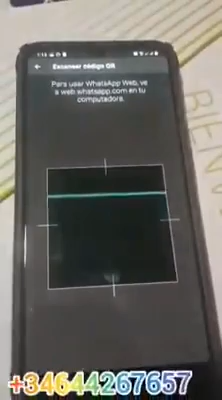 Escanear código QR
Para usar WhatsApp Web, ve
a web.whatsapp.com en tu
computadora.
+34644267657